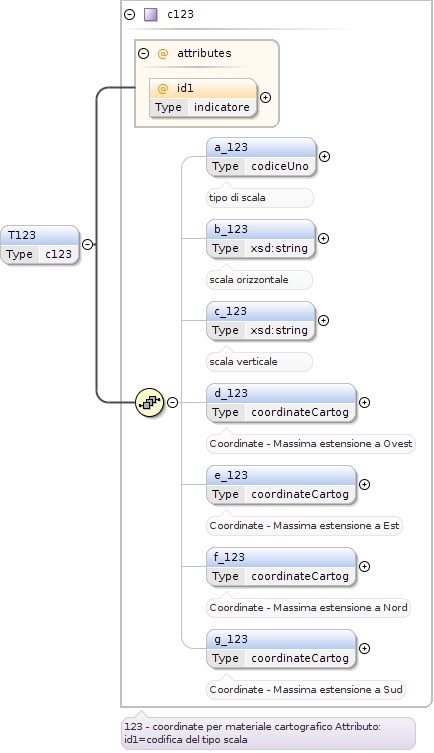 c123
@ attributes
@ id1
Type indicatore
a_123
Type codiceUno
tipo di scala
T123
Type c123
b_123
Type xsd:string
scala orizzontale
c_123
Type xsd:string
scala verticale
d_123
Type coordinateCartog
Coordinate - Massima estensione a Ovest
e_123
Type coordinateCartog
Coordinate - Massima estensione a Est
f_123
Type coordinateCartog
Coordinate - Massima estensione a Nord
g_123
Type coordinateCartog
Coordinate - Massima estensione a Sud
123 - coordinate per materiale cartografico Attributo:
id1=codifica del tipo scala